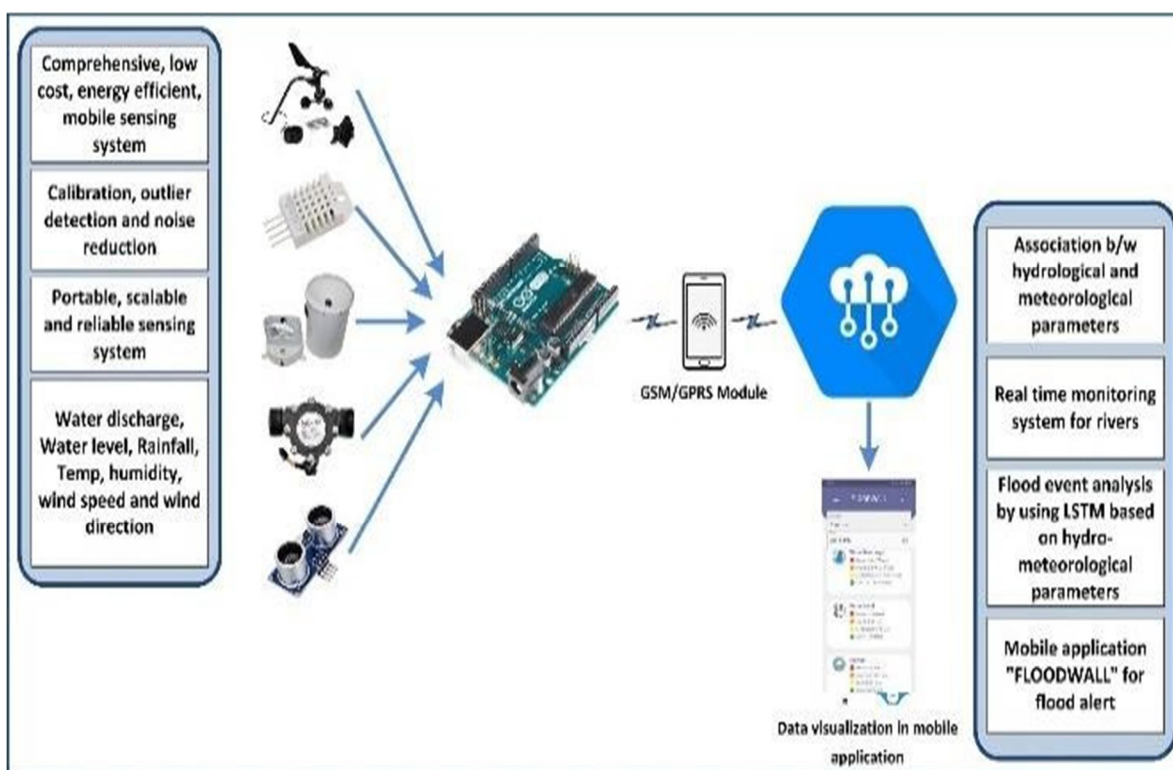 Comprehensive, low
cost, energy efficient,
mobile sensing
system
Calibration, outlier
detection and noise
reduction
Portable, scalable
and reliable sensing
system
Water discharge,
Water level, Rainfall,
Temp, humidity,
wind speed and wind
direction
GSM/GPRS Module
Data visualization in mobile
application
Association b/w
hydrological and
meteorological
parameters
Real time monitoring
system for rivers
Flood event analysis
by using LSTM based
on hydro-
meteorological
parameters
Mobile application
"FLOODWALL" for
flood alert